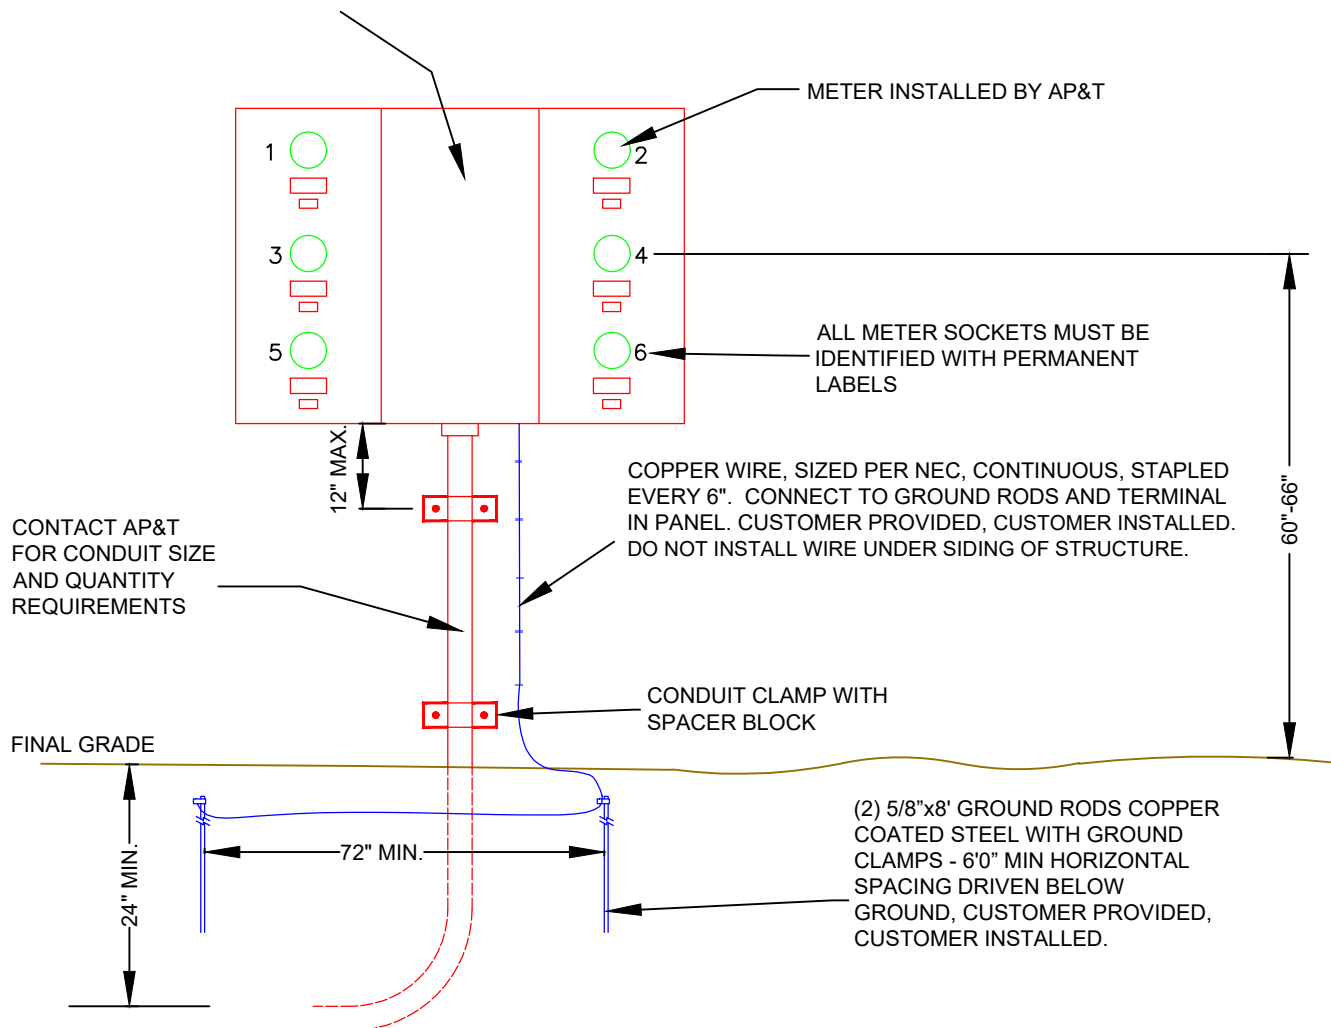 METER INSTALLED BY AP&T
1
2
3
4
5
6
ALL METER SOCKETS MUST BE
IDENTIFIED WITH PERMANENT
LABELS
12" MAX.
COPPER WIRE, SIZED PER NEC, CONTINUOUS, STAPLED
EVERY 6". CONNECT TO GROUND RODS AND TERMINAL
IN PANEL. CUSTOMER PROVIDED, CUSTOMER INSTALLED.
DO NOT INSTALL WIRE UNDER SIDING OF STRUCTURE.
60"-66"
CONTACT AP&T
FOR CONDUIT SIZE
AND QUANTITY
REQUIREMENTS
CONDUIT CLAMP WITH
SPACER BLOCK
FINAL GRADE
24" MIN.
72" MIN.
(2) 5/8”x8' GROUND RODS COPPER
COATED STEEL WITH GROUND
CLAMPS - 6'0” MIN HORIZONTAL
SPACING DRIVEN BELOW
GROUND, CUSTOMER PROVIDED,
CUSTOMER INSTALLED.